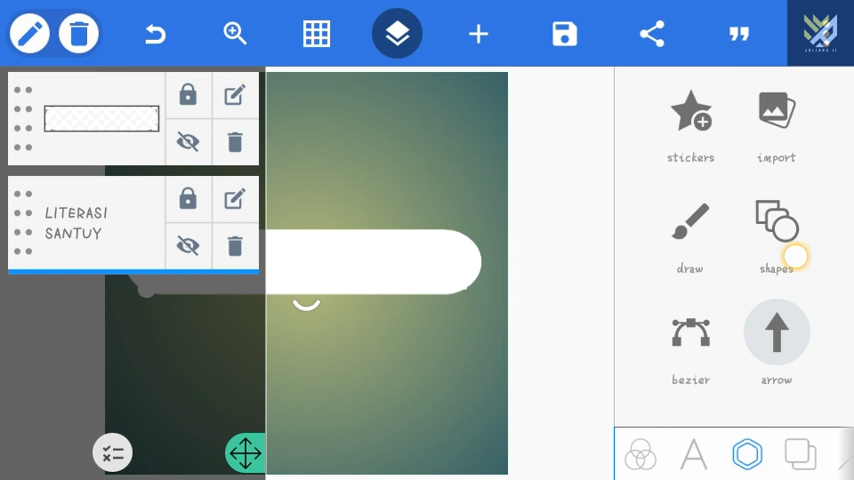 LITERASI
SANTUY
stickers
import
draw
shapes
bezier
arrow